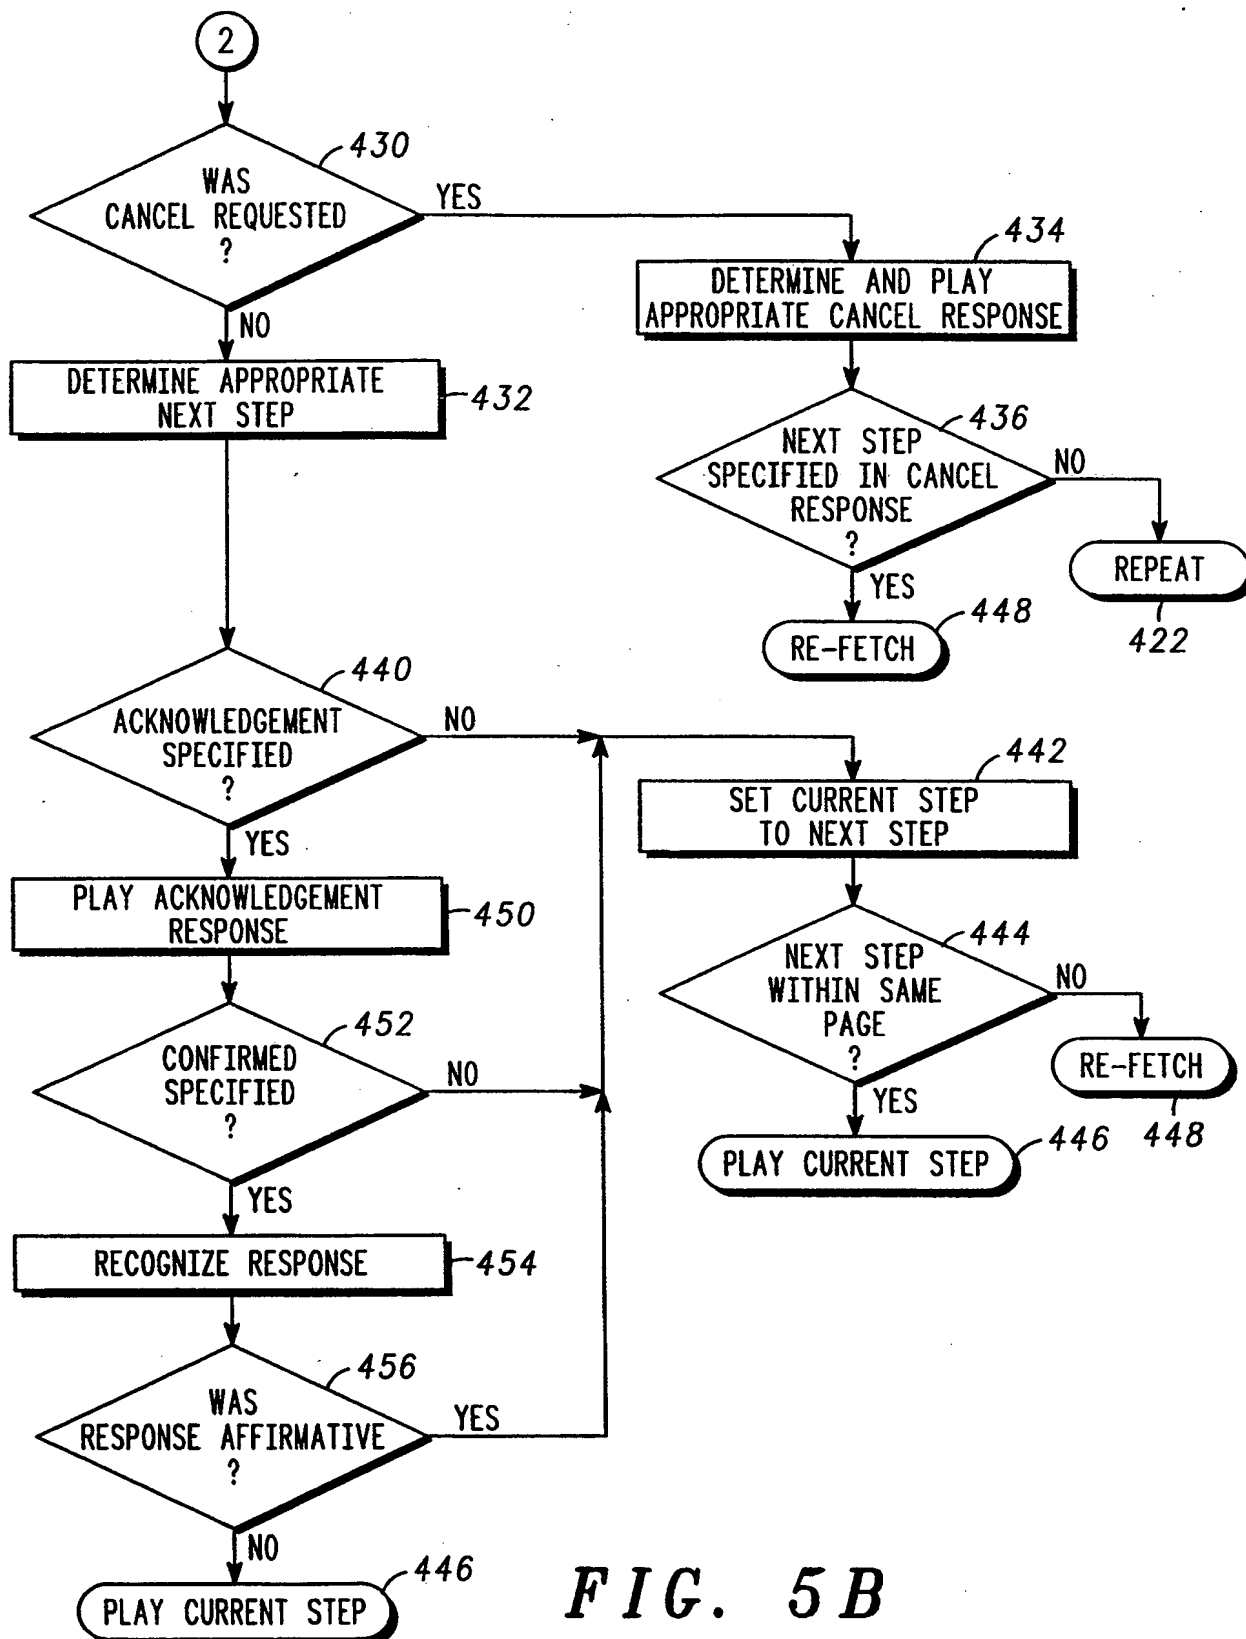 2
430
WAS
CANCEL REQUESTED
?
YES
NO
434
DETERMINE AND PLAY
APPROPRIATE CANCEL RESPONSE
DETERMINE APPROPRIATE
NEXT STEP
432
436
NEXT STEP
SPECIFIED IN CANCEL
RESPONSE
?
NO
YES
REPEAT
422
448
RE-FETCH
440
ACKNOWLEDGEMENT
SPECIFIED
?
NO
YES
442
SET CURRENT STEP
TO NEXT STEP
PLAY ACKNOWLEDGEMENT
RESPONSE
450
444
NEXT STEP
WITHIN SAME
PAGE
?
NO
YES
RE-FETCH
448
PLAY CURRENT STEP
446
452
CONFIRMED
SPECIFIED
?
NO
YES
RECOGNIZE RESPONSE
454
456
WAS
RESPONSE AFFIRMATIVE
?
YES
NO
446
PLAY CURRENT STEP
FIG. 5B